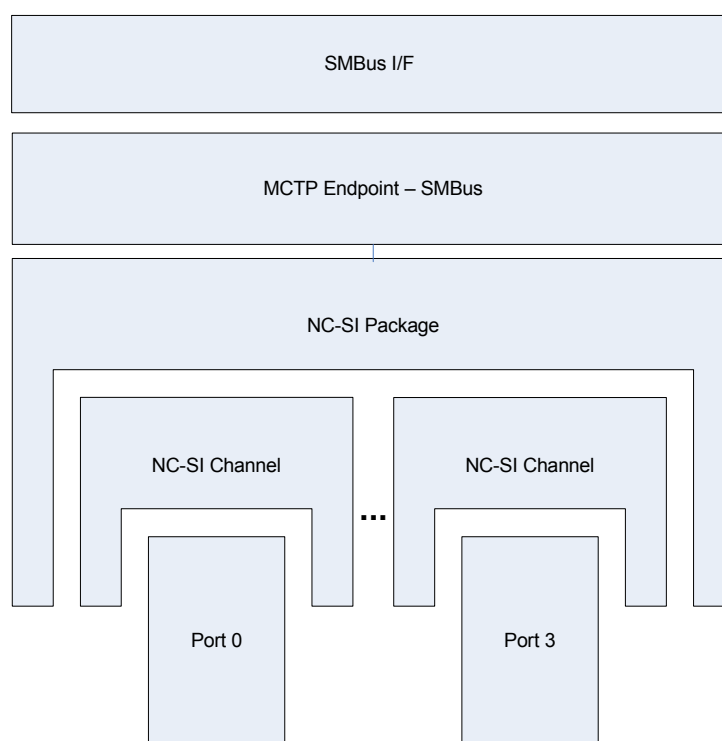 SMBus I/F
MCTP Endpoint – SMBus
NC-SI Package
NC-SI Channel
NC-SI Channel
...
Port 0
Port 3